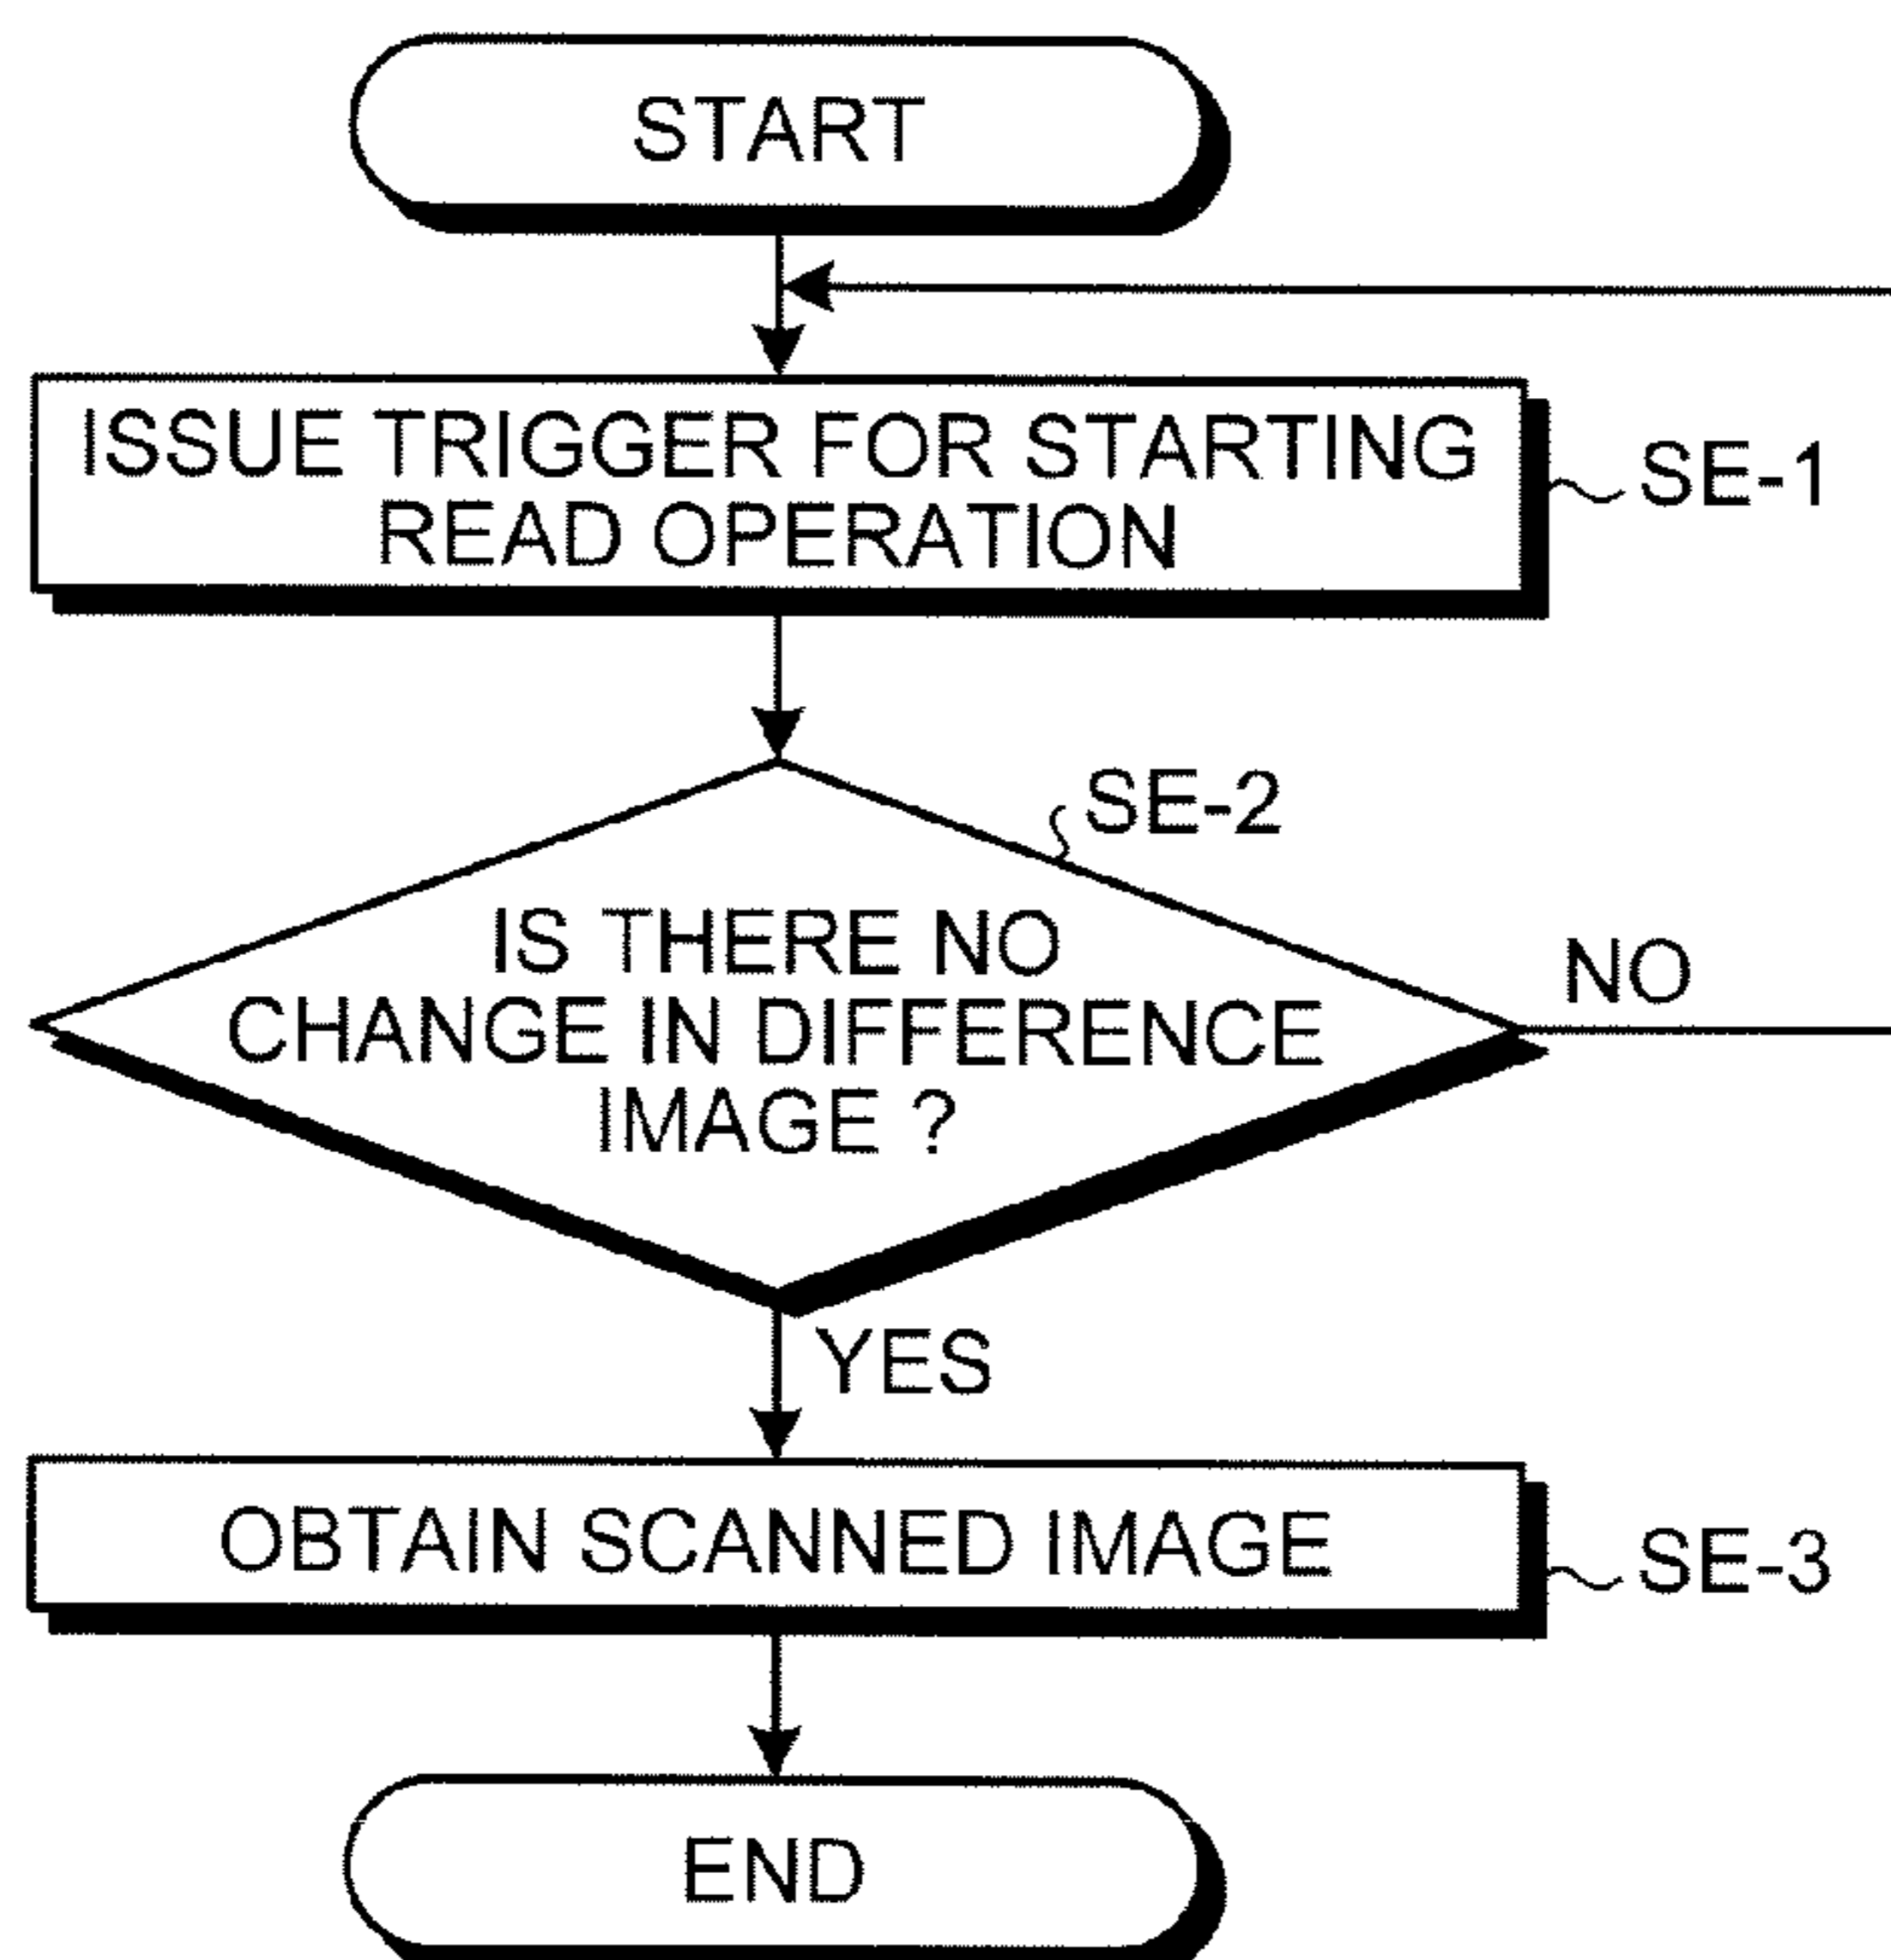 START
ISSUE TRIGGER FOR STARTING
READ OPERATION
SE-1
SE-2
IS THERE NO
CHANGE IN DIFFERENCE
IMAGE ?
NO
YES
OBTAIN SCANNED IMAGE
SE-3
END